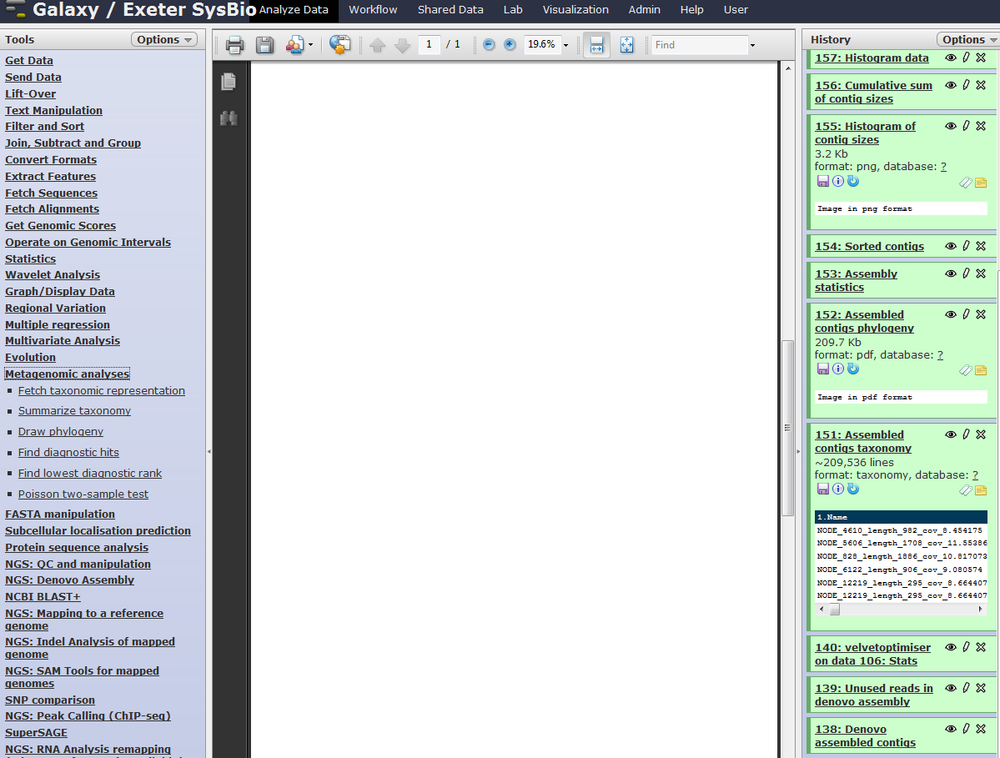 Galaxy / Exeter SysBio
Analyze Data Workflow Shared Data Lab Visualization Admin Help User
Tools
Options
Get Data
Send Data
Lift-Over
Text Manipulation
Filter and Sort
Join, Subtract and Group
Convert Formats
Extract Features
Fetch Sequences
Fetch Alignments
Get Genomic Scores
Operate on Genomic Intervals
Statistics
Wavelet Analysis
Graph/Display Data
Regional Variation
Multiple regression
Multivariate Analysis
Evolution
Metagenomic analyses
Fetch taxonomic representation
Summarize taxonomy
Draw phylogeny
Find diagnostic hits
Find lowest diagnostic rank
Poisson two-sample test
FASTA manipulation
Subcellular localisation prediction
Protein sequence analysis
NGS: QC and manipulation
NGS: Denovo Assembly
NCBI BLAST+
NGS: Mapping to a reference
genome
NGS: Indel Analysis of mapped
genome
NGS: SAM Tools for mapped
genomes
SNP comparison
NGS: Peak Calling (ChIP-seq)
SuperSAGE
NGS: RNA Analysis remapping
1 / 1
19.6%
Find
History
Options
157: Histogram data
156: Cumulative sum
of contig sizes
155: Histogram of
contig sizes
3.2 Kb
format: png, database: ?
Image in png format
154: Sorted contigs
153: Assembly
statistics
152: Assembled
contigs phylogeny
209.7 Kb
format: pdf, database: ?
Image in pdf format
151: Assembled
contigs taxonomy
~209,536 lines
format: taxonomy, database: ?
1.Name
NODE_4610_length_982_cov_8.454175
NODE_5606_length_1708_cov_11.55386
NODE_828_length_1886_cov_10.817073
NODE_6122_length_906_cov_9.080574
NODE_12219_length_295_cov_8.664407
NODE_12219_length_295_cov_8.664407
140: velvetoptimiser
on data 106: Stats
139: Unused reads in
denovo assembly
138: Denovo
assembled contigs